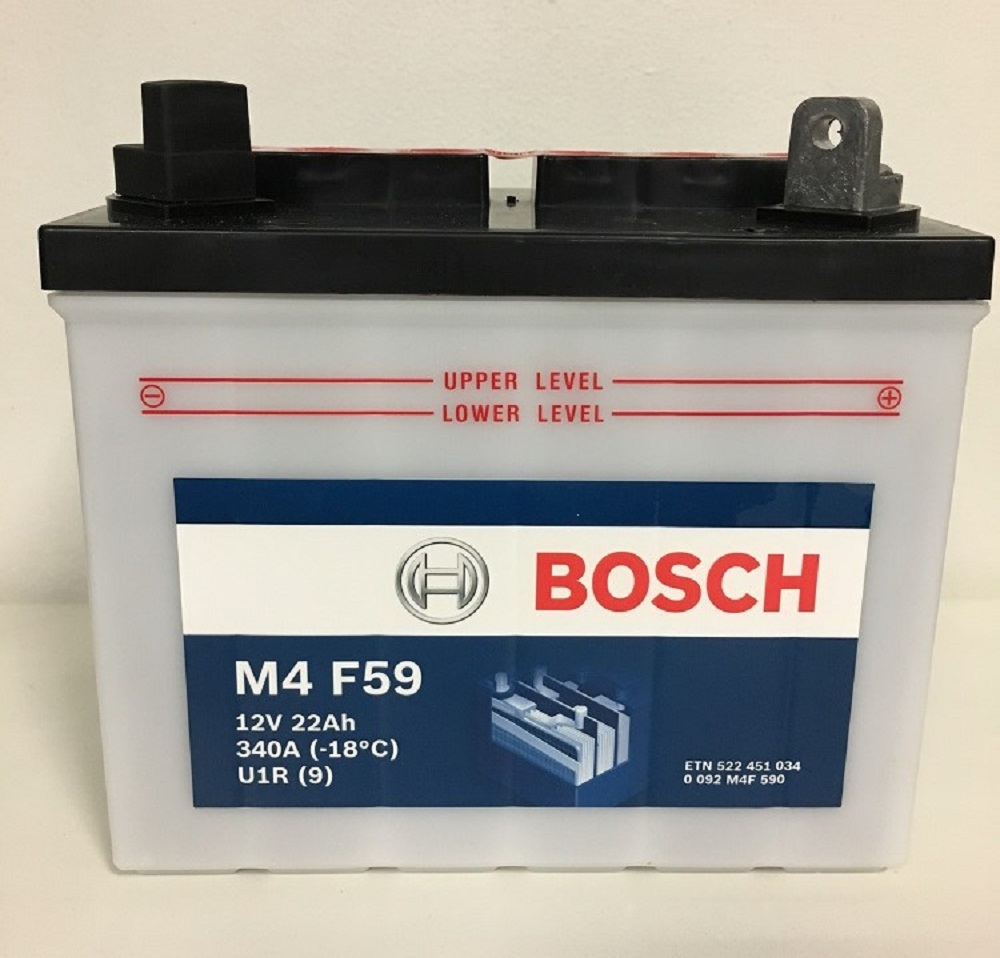 UPPER LEVEL
LOWER LEVEL
BOSCH
M4 F59
12V 22Ah
340A (-18°C)
U1R (9)
ETN 522 451 034
0 092 M4F 590